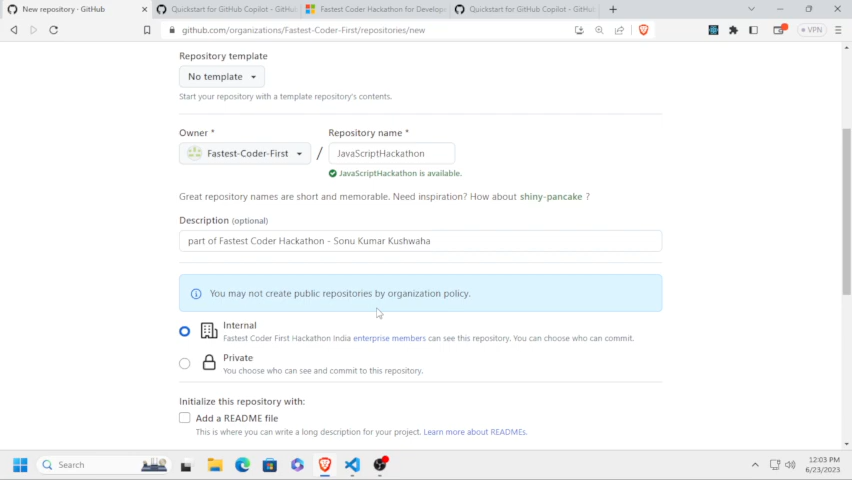 New repository · GitHub
Quickstart for GitHub Copilot - GitHu
Fastest Coder Hackathon for Develop
Quickstart for GitHub Copilot - GitHu
github.com/organizations/Fastest-Coder-First/repositories/new
VPN
Repository template
No template
Start your repository with a template repository's contents.
Owner * Repository name *
Fastest-Coder-First / JavaScriptHackathon
JavaScriptHackathon is available.
Great repository names are short and memorable. Need inspiration? How about shiny-pancake ?
Description (optional)
part of Fastest Coder Hackathon - Sonu Kumar Kushwaha
You may not create public repositories by organization policy.
Internal
Fastest Coder First Hackathon India enterprise members can see this repository. You can choose who can commit.
Private
You choose who can see and commit to this repository.
Initialize this repository with:
Add a README file
This is where you can write a long description for your project. Learn more about READMEs.
Search
12:03 PM
6/23/2023